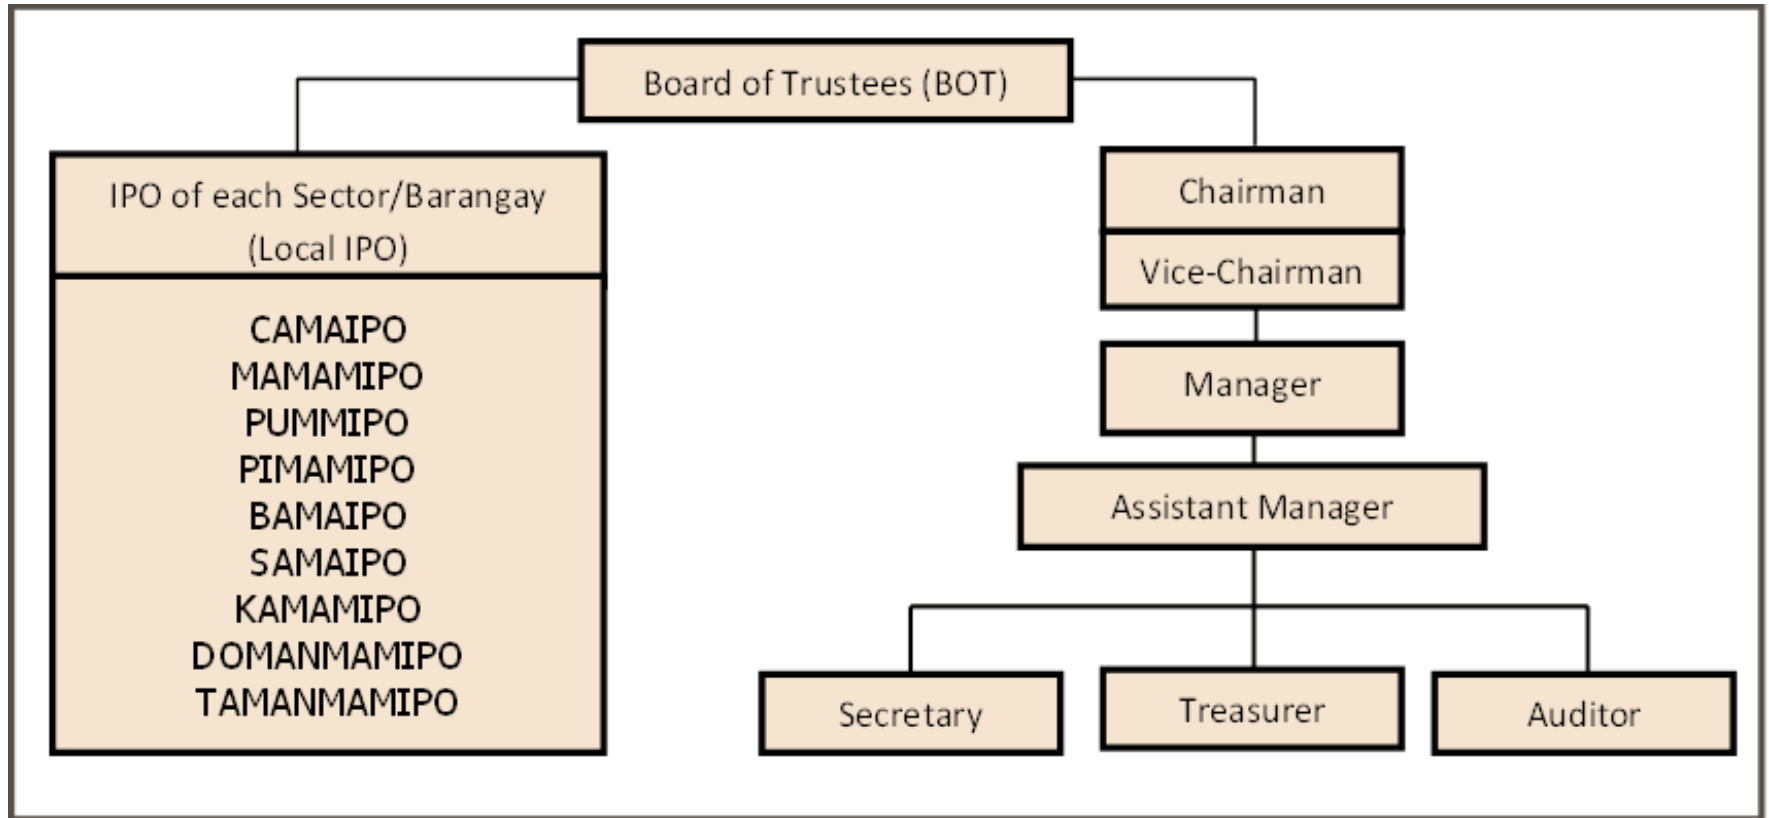 Board of Trustees (BOT)
IPO of each Sector/Barangay
(Local IPO)
CAMAIPO
MAMAMIPO
PUMMIPO
PIMAMIPO
BAMAIPO
SAMAIPO
KAMAMIPO
DOMANMAMIPO
TAMANMAMIPO
Chairman
Vice-Chairman
Manager
Assistant Manager
Secretary
Treasurer
Auditor